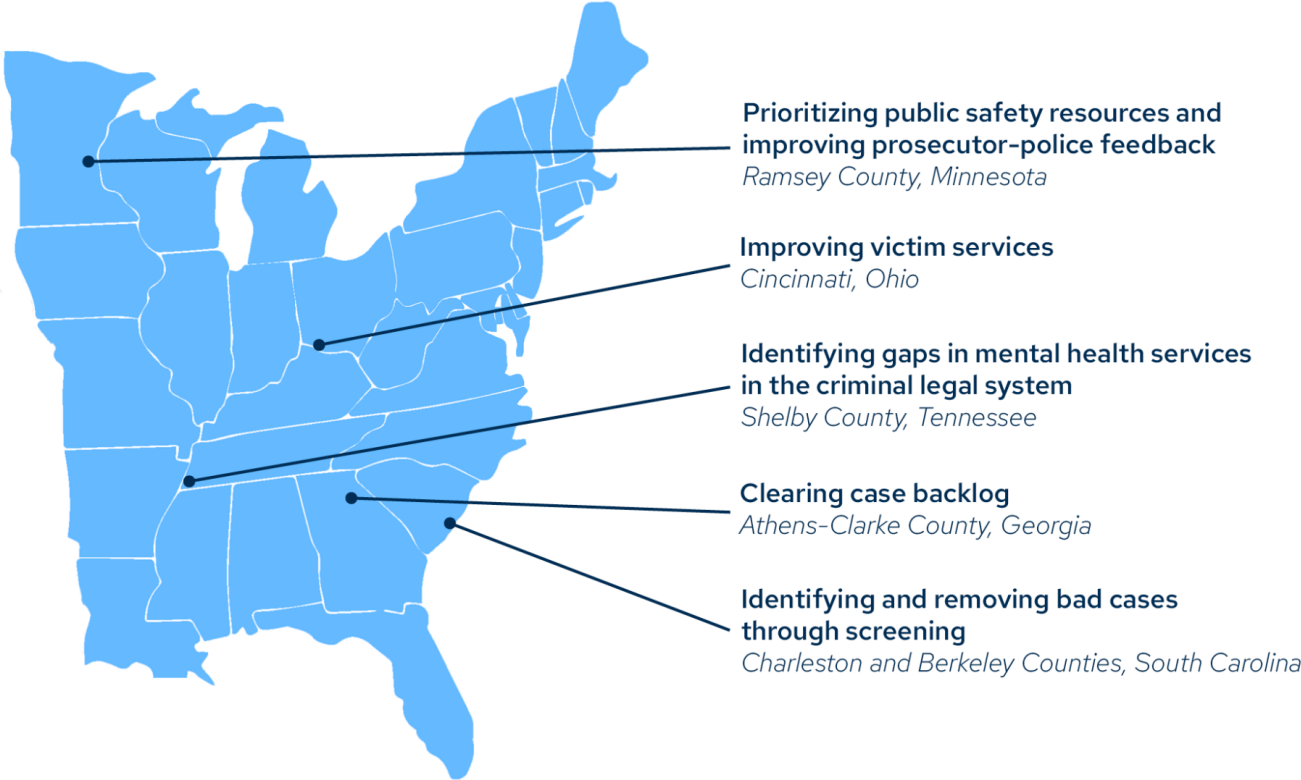 Prioritizing public safety resources and
improving prosecutor-police feedback
Ramsey County, Minnesota
Improving victim services
Cincinnati, Ohio
Identifying gaps in mental health services
in the criminal legal system
Shelby County, Tennessee
Clearing case backlog
Athens-Clarke County, Georgia
Identifying and removing bad cases
through screening
Charleston and Berkeley Counties, South Carolina